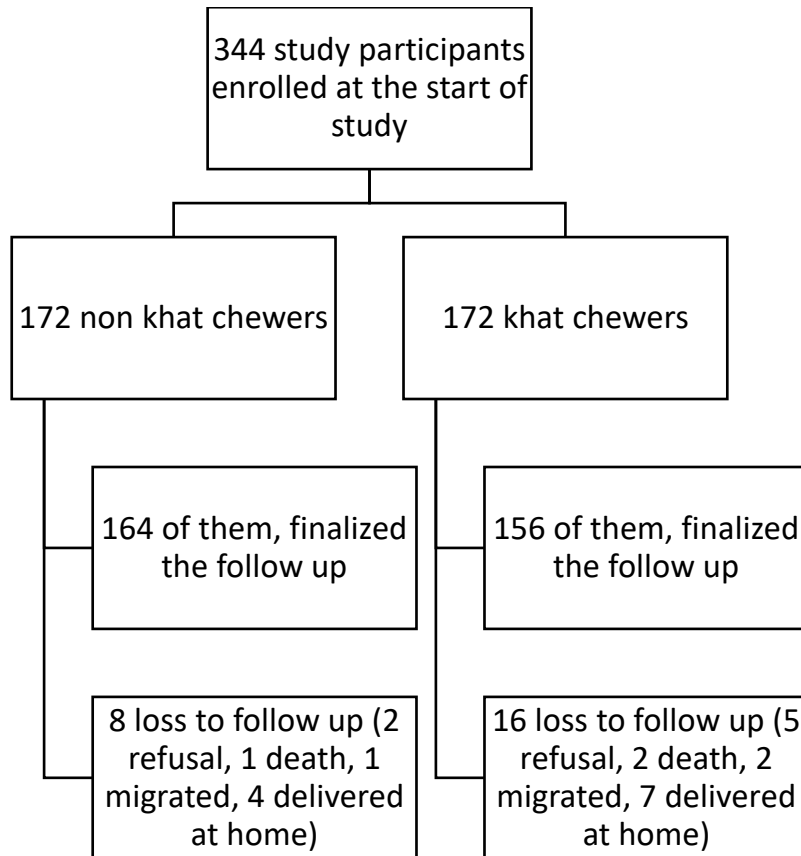 344 study participants
enrolled at the start of
study
172 non khat chewers
172 khat chewers
164 of them, finalized
the follow up
156 of them, finalized
the follow up
8 loss to follow up (2
refusal, 1 death, 1
migrated, 4 delivered
at home)
16 loss to follow up (5
refusal, 2 death, 2
migrated, 7 delivered
at home)